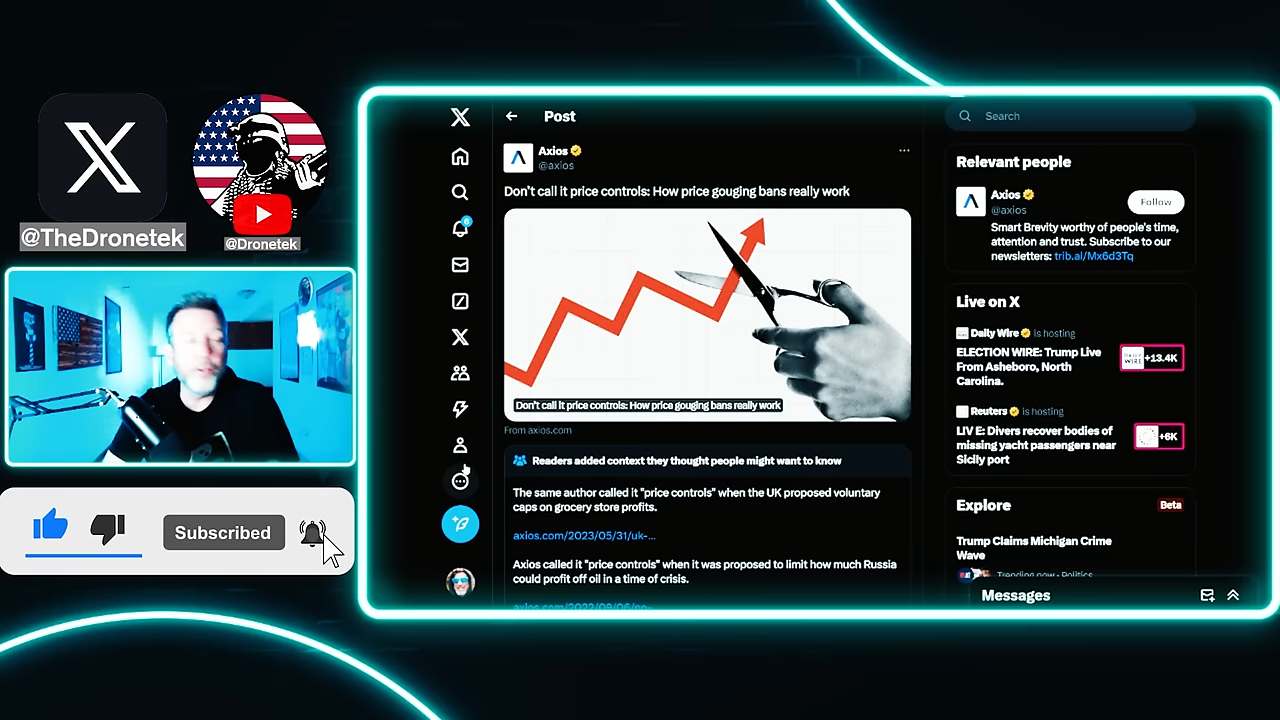 @TheDronetek
@Dronetek
Subscribed
Post
Axios
@axios
Don't call it price controls: How price gouging bans really work
Don't call it price controls: How price gouging bans really work
From axios.com
Readers added context they thought people might want to know
The same author called it "price controls" when the UK proposed voluntary
caps on grocery store profits.
axios.com/2023/05/31/uk-...
Axios called it "price controls" when it was proposed to limit how much Russia
could profit off oil in a time of crisis.
6
Search
Relevant people
Axios
@axios
Follow
Smart Brevity worthy of people's time,
attention and trust. Subscribe to our
newsletters: trib.al/Mx6d3Tq
Live on X
Daily Wire is hosting
ELECTION WIRE: Trump Live
From Asheboro, North
Carolina.
+13.4K
Reuters is hosting
LIV E: Divers recover bodies of
missing yacht passengers near
Sicily port
+6K
Explore
Beta
Trump Claims Michigan Crime
Wave
Trending now · Politics
Messages